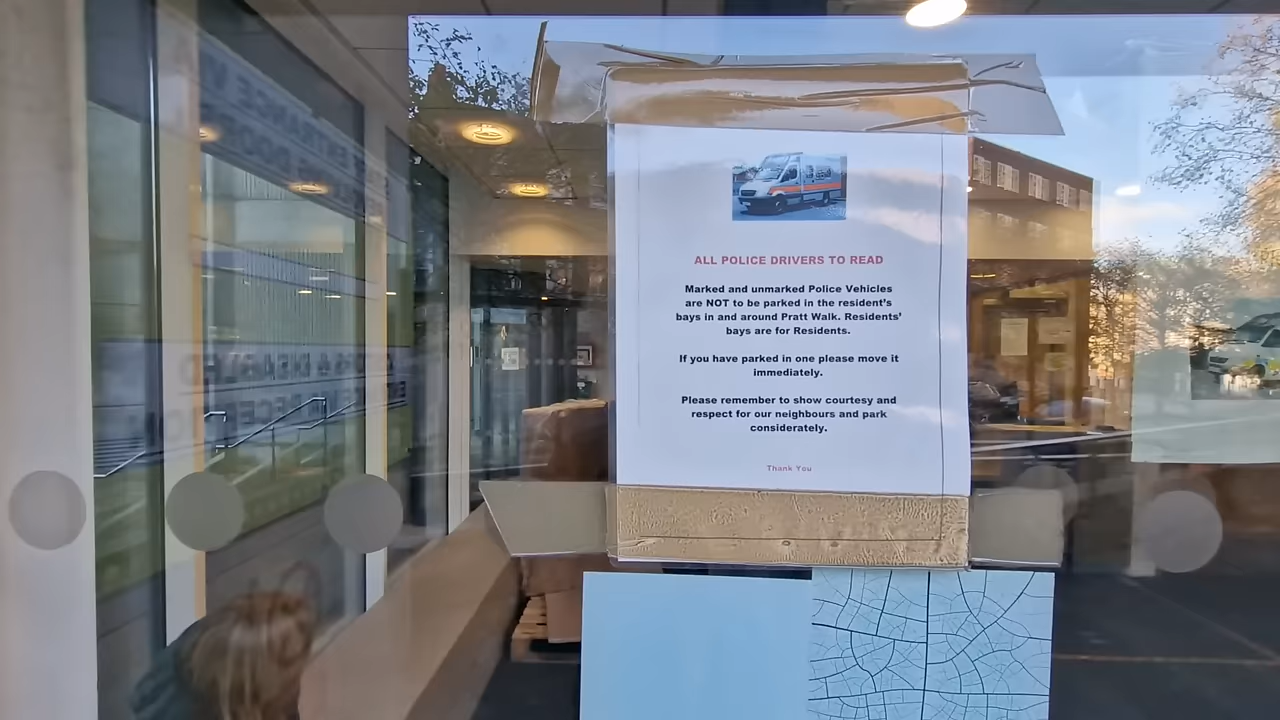 ALL POLICE DRIVERS TO READ
Marked and unmarked Police Vehicles
are NOT to be parked in the resident's
bays in and around Pratt Walk. Residents'
bays are for Residents.
If you have parked in one please move it
immediately.
Please remember to show courtesy and
respect for our neighbours and park
considerately.
Thank You